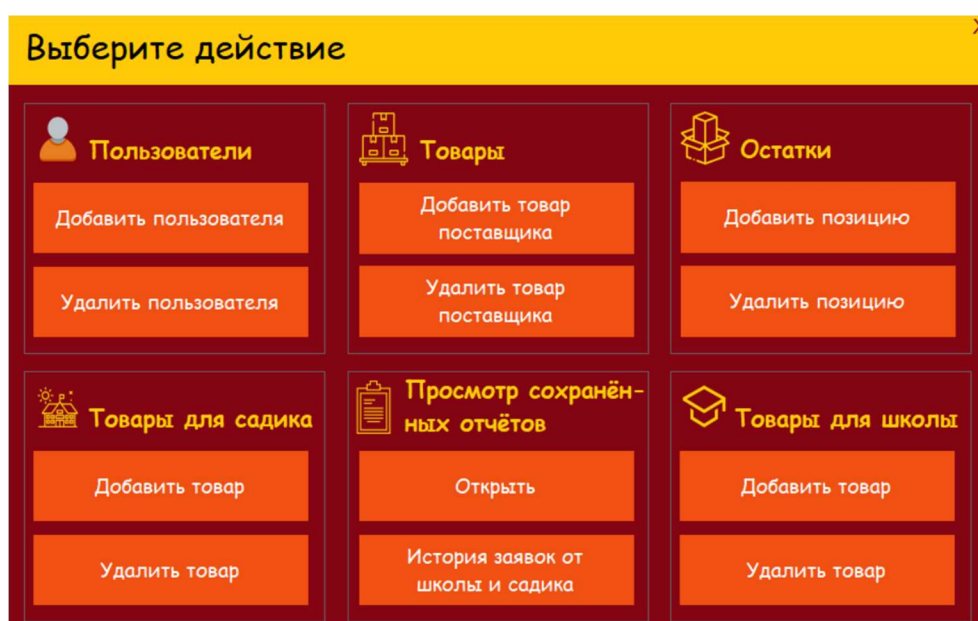 Выберите действие
Пользователи
Добавить пользователя
Удалить пользователя
Товары
Добавить товар
поставщика
Удалить товар
поставщика
Остатки
Добавить позицию
Удалить позицию
Товары для садика
Добавить товар
Удалить товар
Просмотр сохранён-
ных отчётов
Открыть
История заявок от
школы и садика
Товары для школы
Добавить товар
Удалить товар